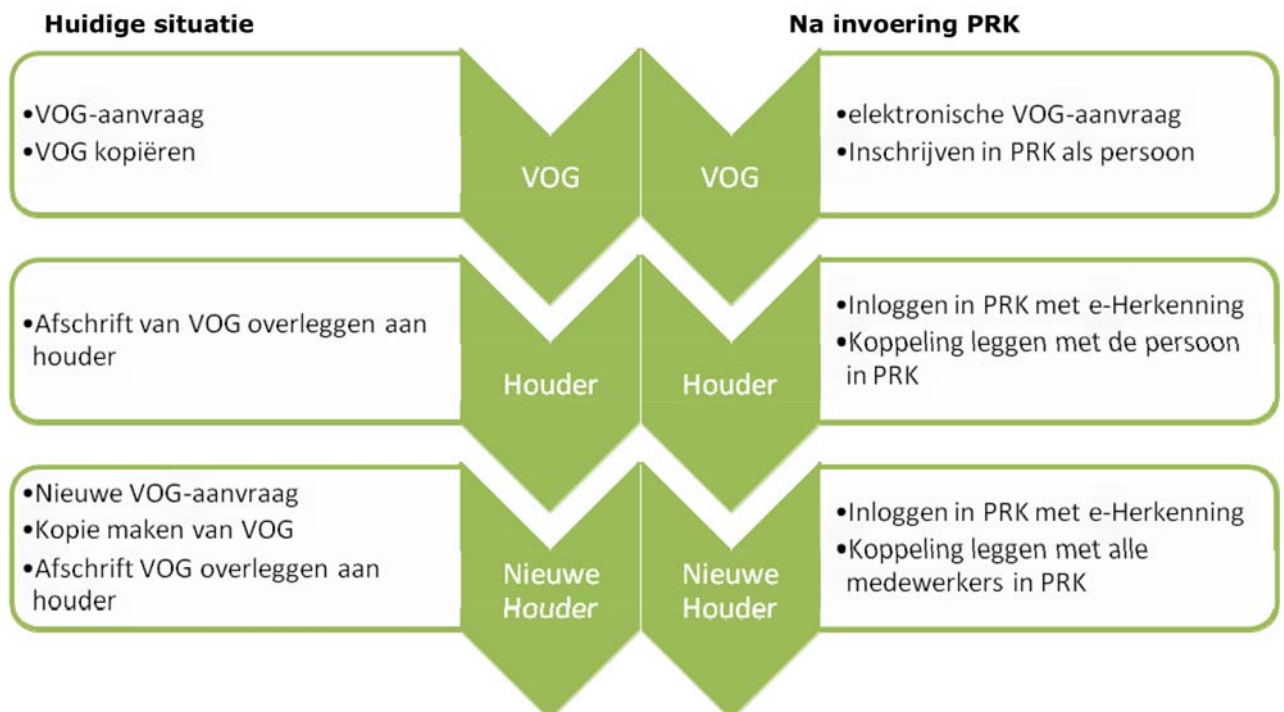 Huidige situatie
Na invoering PRK
•VOG-aanvraag
•VOG kopiëren
VOG
VOG
•elektronische VOG-aanvraag
•Inschrijven in PRK als persoon
•Afschrift van VOG overleggen aan
houder
Houder
Houder
•Inloggen in PRK met e-Herkenning
•Koppeling leggen met de persoon
in PRK
•Nieuwe VOG-aanvraag
•Kopie maken van VOG
•Afschrift VOG overleggen aan
houder
Nieuwe
Houder
Nieuwe
Houder
•Inloggen in PRK met e-Herkenning
•Koppeling leggen met alle
medewerkers in PRK